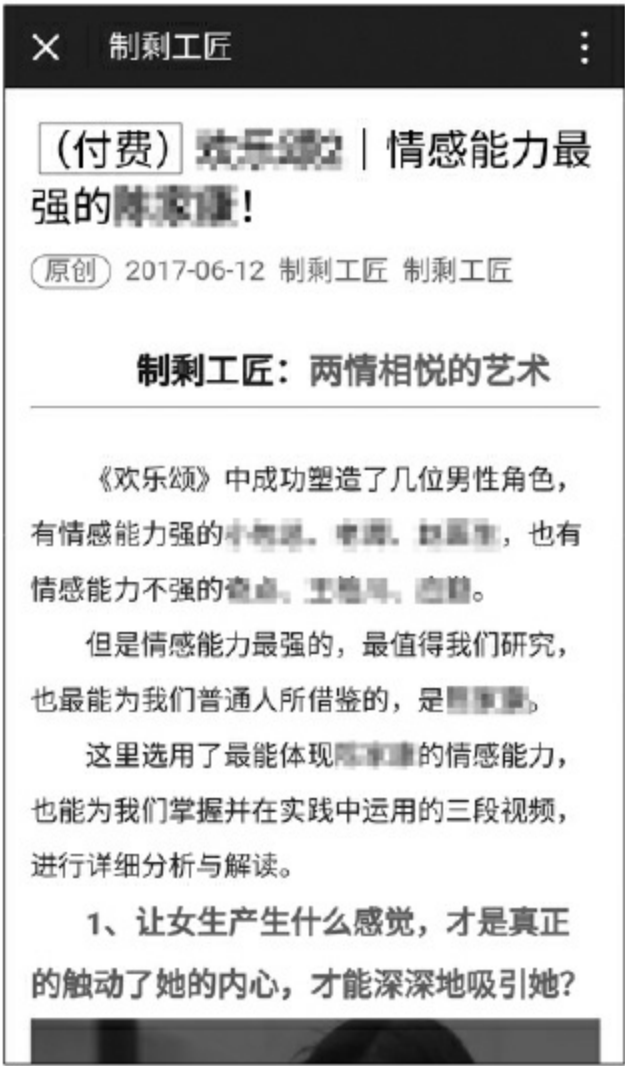 制剩工匠
（付费）｜情感能力最
强的！
原创 2017-06-12 制剩工匠 制剩工匠
制剩工匠：两情相悦的艺术
《欢乐颂》中成功塑造了几位男性角色，
有情感能力强的，也有
情感能力不强的。
但是情感能力最强的，最值得我们研究，
也最能为我们普通人所借鉴的，是。
这里选用了最能体现的情感能力，
也能为我们掌握并在实践中运用的三段视频，
进行详细分析与解读。
1、让女生产生什么感觉，才是真正
的触动了她的内心，才能深深地吸引她？